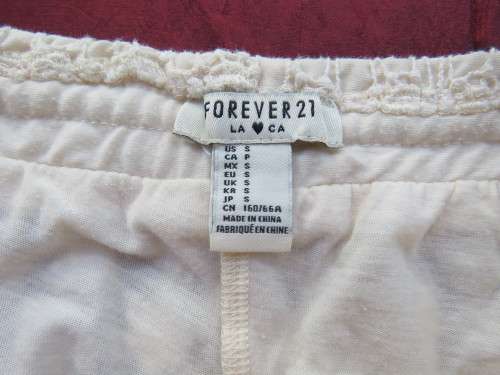 FOREVER 21
LA ♥ CA
US S
CA P
MX S
EU S
UK S
KR S
JP S
CN 160/66A
MADE IN CHINA
FABRIQUÉ EN CHINE